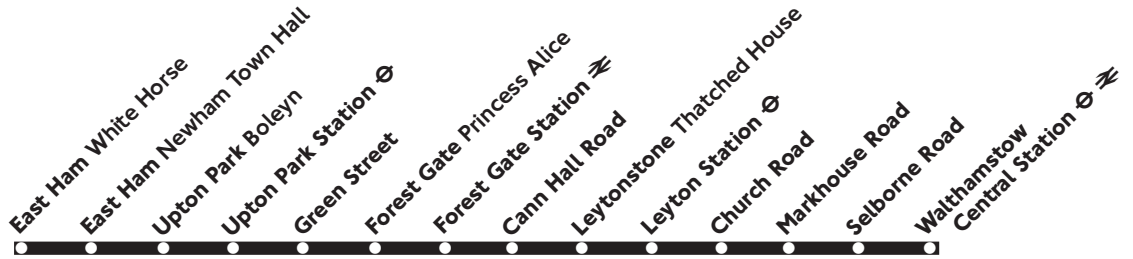 East Ham White Horse
East Ham Newham Town Hall
Upton Park Boleyn
Upton Park Station
Green Street
Forest Gate Princess Alice
Forest Gate Station
Cann Hall Road
Leytonstone Thatched House
Leyton Station
Church Road
Markhouse Road
Selborne Road
Walthamstow
Central Station